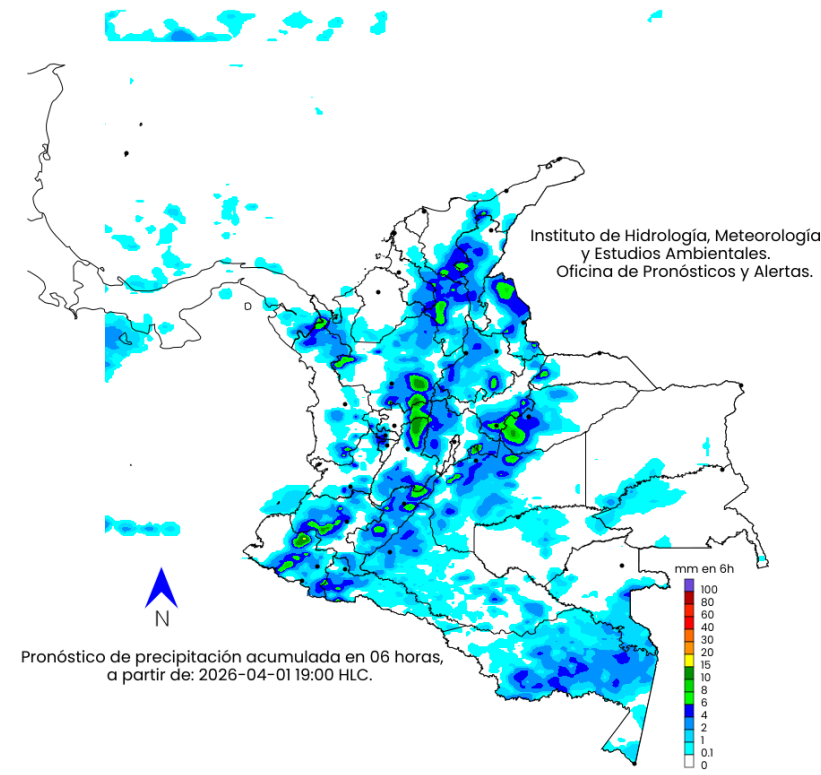 Instituto de Hidrología, Meteorología
y Estudios Ambientales.
Oficina de Pronósticos y Alertas.
mm en 6h
100
80
60
40
30
20
15
10
8
6
4
2
1
0.1
0
N
Pronóstico de precipitación acumulada en 06 horas,
a partir de: 2026-04-01 19:00 HLC.